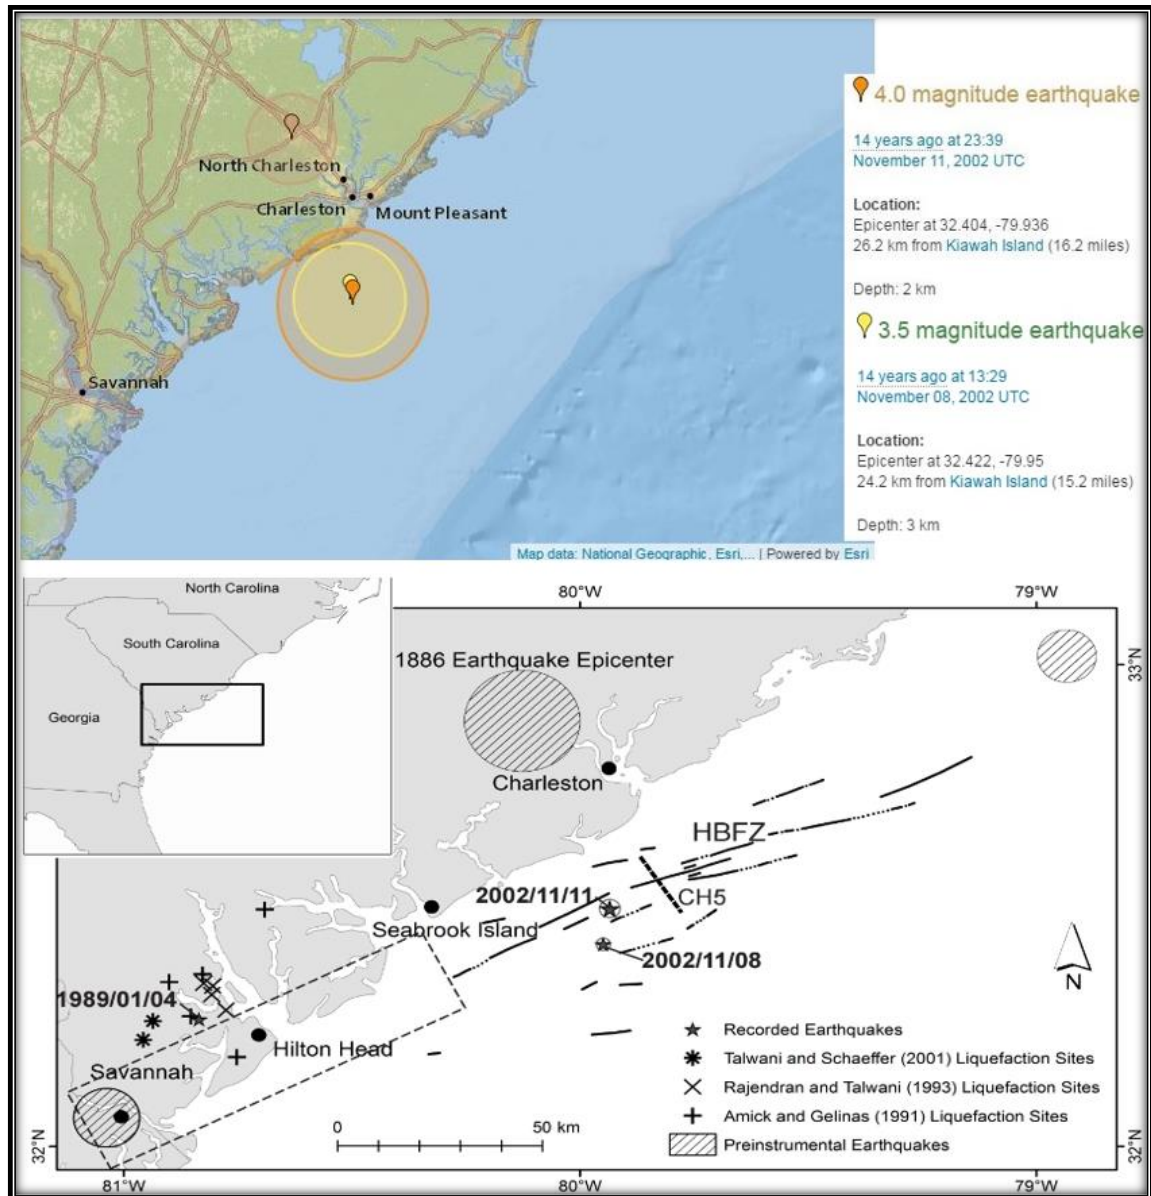 4.0 magnitude earthquake
14 years ago at 23:39
November 11, 2002 UTC
Location:
Epicenter at 32.404, -79.936
26.2 km from Kiawah Island (16.2 miles)
Depth: 2 km
3.5 magnitude earthquake
14 years ago at 13:29
November 08, 2002 UTC
Location:
Epicenter at 32.422, -79.95
24.2 km from Kiawah Island (15.2 miles)
Depth: 3 km
North Charleston
Charleston
Mount Pleasant
Savannah
Map data: National Geographic, Esri,... | Powered by Esri
North Carolina
South Carolina
Georgia
80°W
79°W
33°N
1886 Earthquake Epicenter
Charleston
HBFZ
CH5
2002/11/11
Seabrook Island
2002/11/08
1989/01/04
Hilton Head
Savannah
N
Recorded Earthquakes
Talwani and Schaeffer (2001) Liquefaction Sites
Rajendran and Talwani (1993) Liquefaction Sites
Amick and Gelinas (1991) Liquefaction Sites
Preinstrumental Earthquakes
0
50 km
32°N
32°N
81°W
80°W
79°W